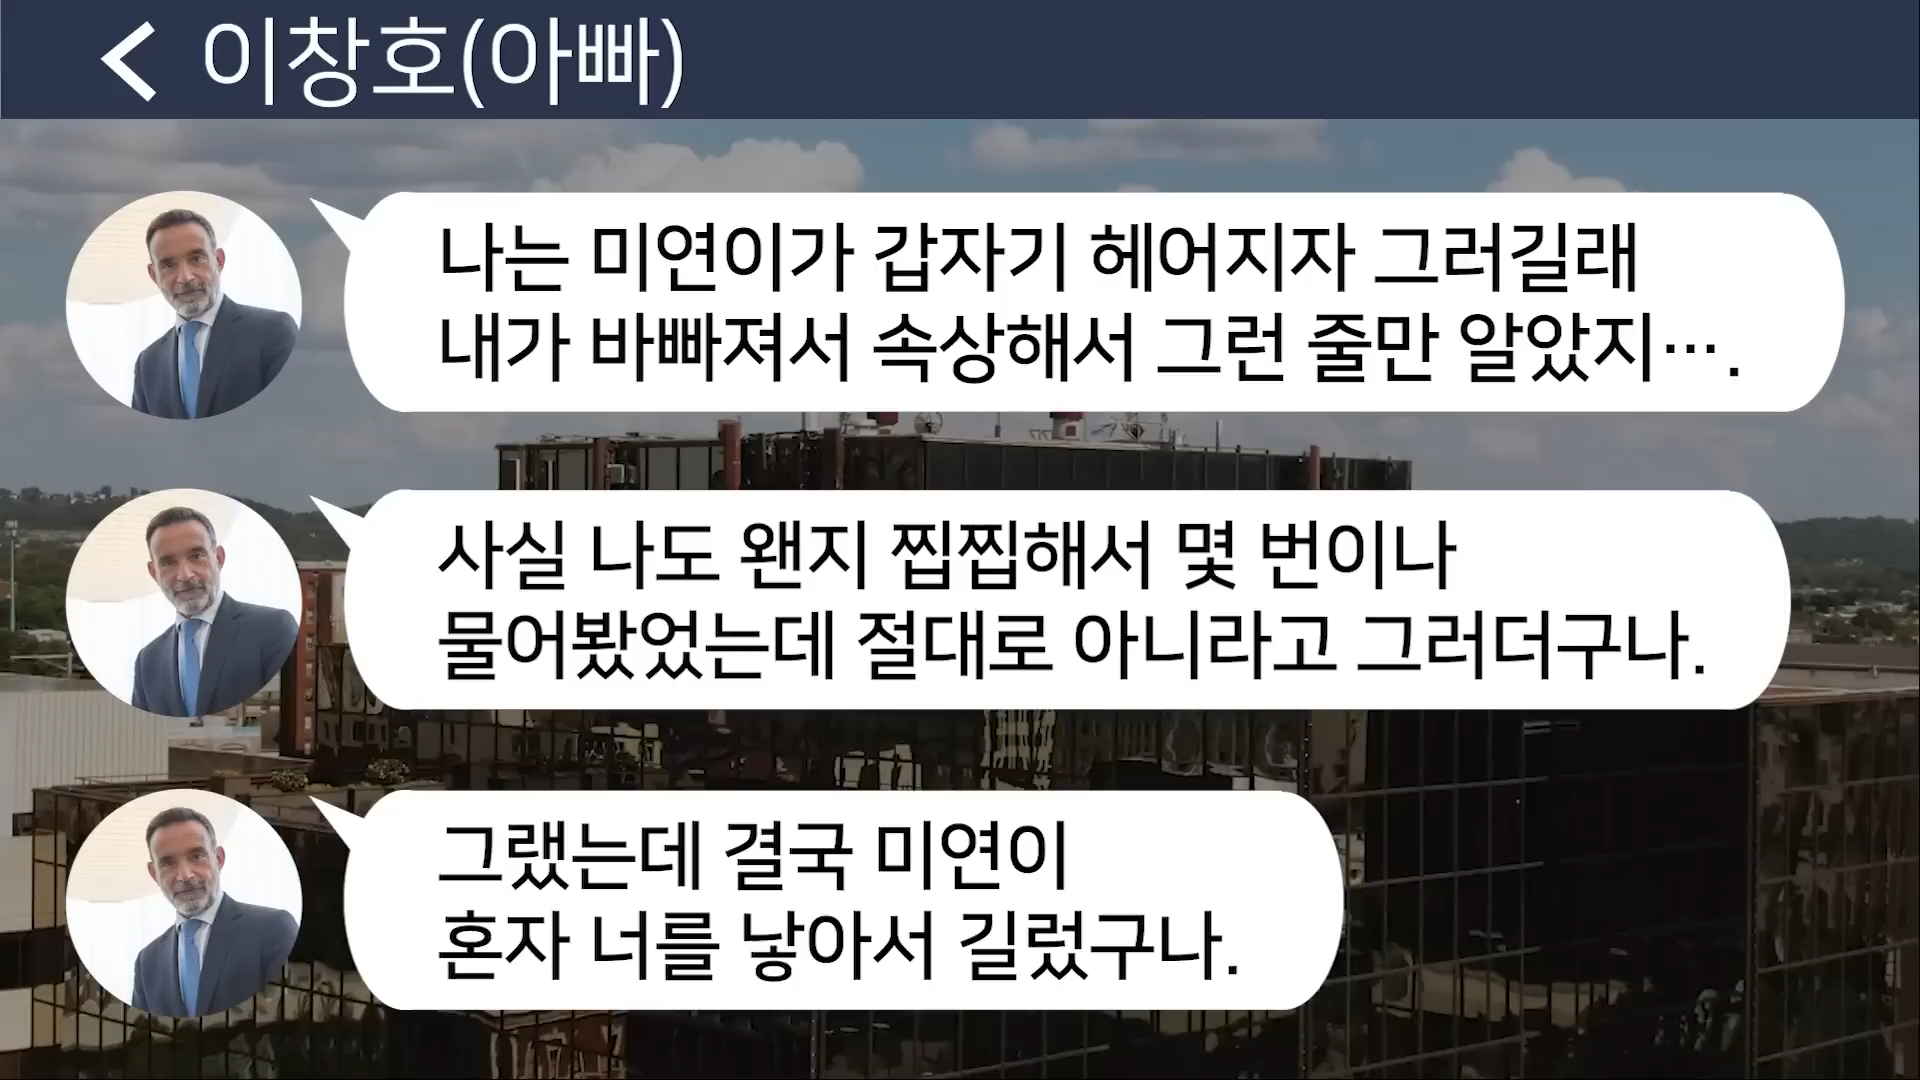 이창호(아빠)
나는 미연이가 갑자기 헤어지자 그러길래
내가 바빠져서 속상해서 그런 줄만 알았지….
사실 나도 왠지 찝찝해서 몇 번이나
물어봤었는데 절대로 아니라고 그러더구나.
그랬는데 결국 미연이
혼자 너를 낳아서 길렀구나.